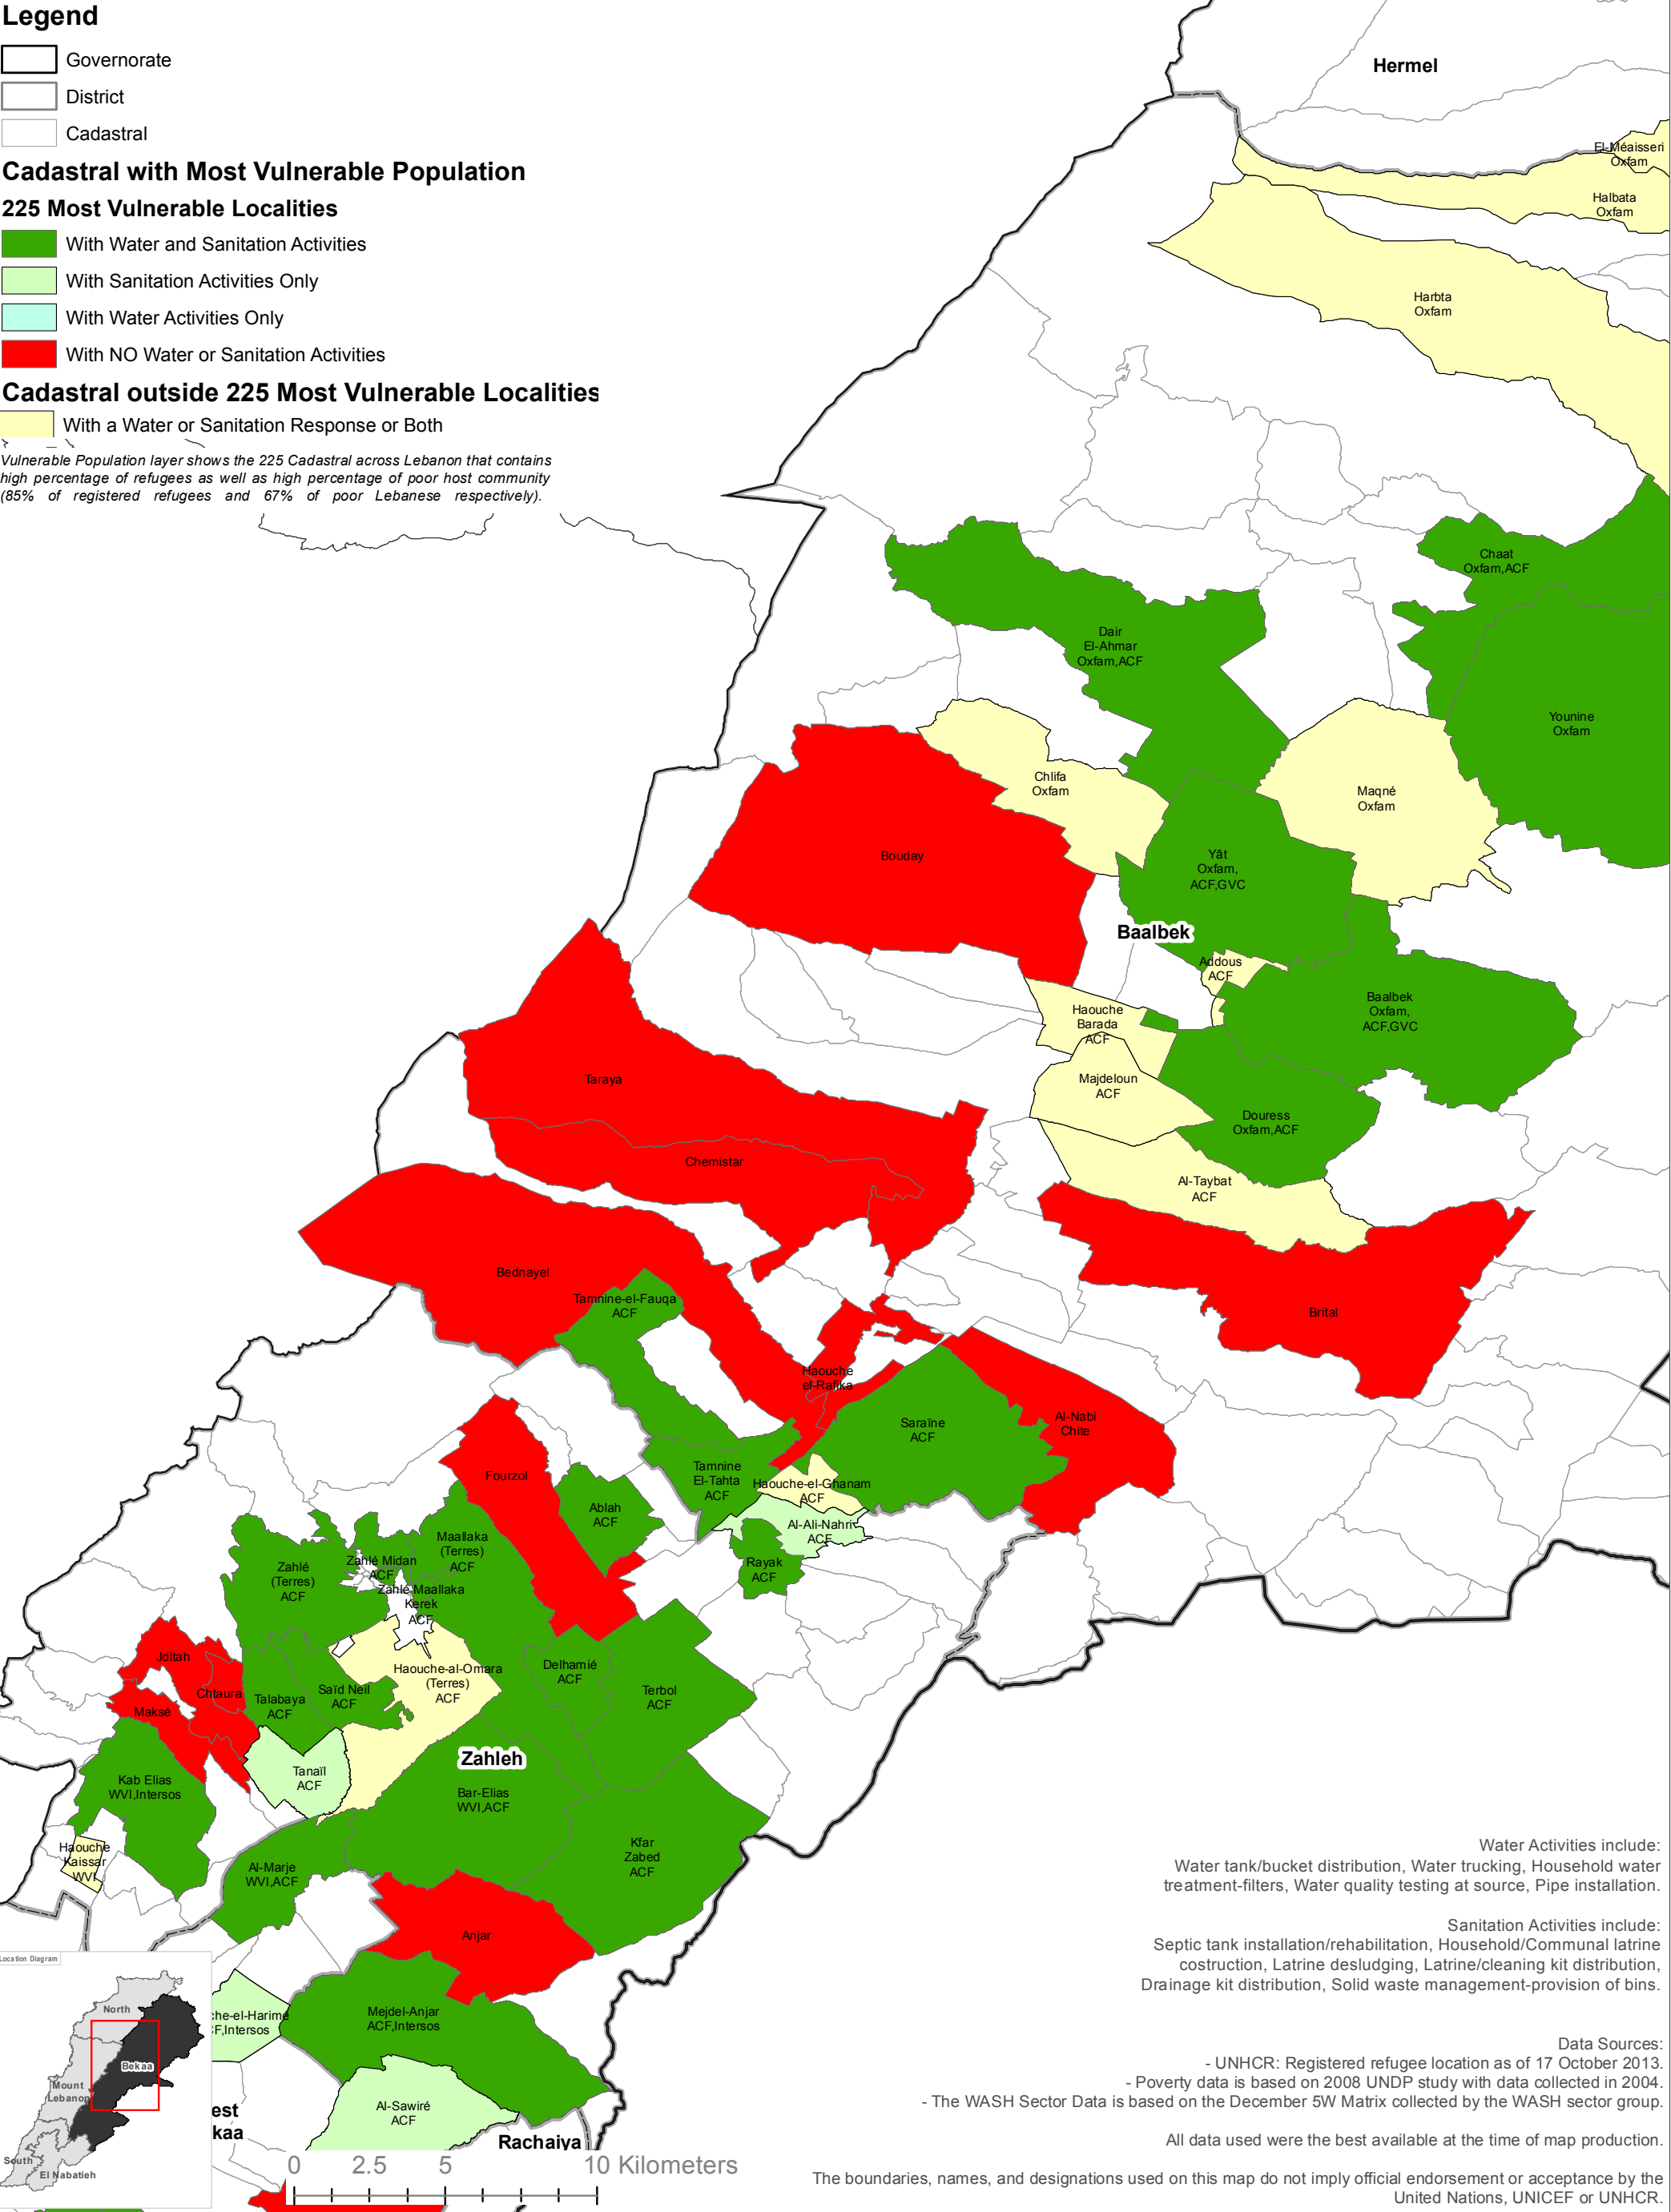 Legend
Governorate
District
Cadastral
Cadastral with Most Vulnerable Population
225 Most Vulnerable Localities
With Water and Sanitation Activities
With Sanitation Activities Only
With Water Activities Only
With NO Water or Sanitation Activities
Cadastral outside 225 Most Vulnerable Localities
With a Water or Sanitation Response or Both
Vulnerable Population layer shows the 225 Cadastral across Lebanon that contains
high percentage of refugees as well as high percentage of poor host community
(85% of registered refugees and 67% of poor Lebanese respectively).
Hermel
El-Méaisseri
Oxfam
Halbata
Oxfam
Harbta
Oxfam
Chaat
Oxfam,ACF
Dair
El-Ahmar
Oxfam,ACF
Younine
Oxfam
Chlifa
Oxfam
Maqné
Oxfam
Bouday
Yât
Oxfam,
ACF,GVC
Baalbek
Addous
ACF
Baalbek
Oxfam,
ACF,GVC
Haouche
Barada
ACF
Taraya
Majdeloun
ACF
Douress
Oxfam,ACF
Chemistar
Al-Taybat
ACF
Bednayel
Tamnine-el-Fauqa
ACF
Brital
Haouche
el-Rafika
Saraïne
ACF
Al-Nabi
Chite
Fourzol
Tamnine
El-Tahta
ACF
Haouche-el-Ghanam
ACF
Ablah
ACF
Al-Ali-Nahri
ACF
Maallaka
(Terres)
ACF
Rayak
ACF
Zahlé
(Terres)
ACF
Zahlé Midan
ACF
Zahlé Maallaka
Kerek
ACF
Jditah
Haouche-al-Omara
(Terres)
ACF
Delhamié
ACF
Chtaura
Saïd Neil
ACF
Talabaya
ACF
Terbol
ACF
Maksé
Zahleh
Tanaïl
ACF
Kab Elias
WVI,Intersos
Bar-Elias
WVI,ACF
Haouche
Kaissar
WVI
Kfar
Zabed
ACF
Al-Marje
WVI,ACF
Anjar
che-el-Harimé
CF,Intersos
Mejdel-Anjar
ACF,Intersos
Al-Sawiré
ACF
est
kaa
Rachaiya
Location Diagram
North
Bekaa
Mount
Lebanon
South
El Nabatieh
0 2.5 5 10 Kilometers
Water Activities include:
Water tank/bucket distribution, Water trucking, Household water
treatment-filters, Water quality testing at source, Pipe installation.
Sanitation Activities include:
Septic tank installation/rehabilitation, Household/Communal latrine
costruction, Latrine desludging, Latrine/cleaning kit distribution,
Drainage kit distribution, Solid waste management-provision of bins.
Data Sources:
- UNHCR: Registered refugee location as of 17 October 2013.
- Poverty data is based on 2008 UNDP study with data collected in 2004.
- The WASH Sector Data is based on the December 5W Matrix collected by the WASH sector group.
All data used were the best available at the time of map production.
The boundaries, names, and designations used on this map do not imply official endorsement or acceptance by the
United Nations, UNICEF or UNHCR.